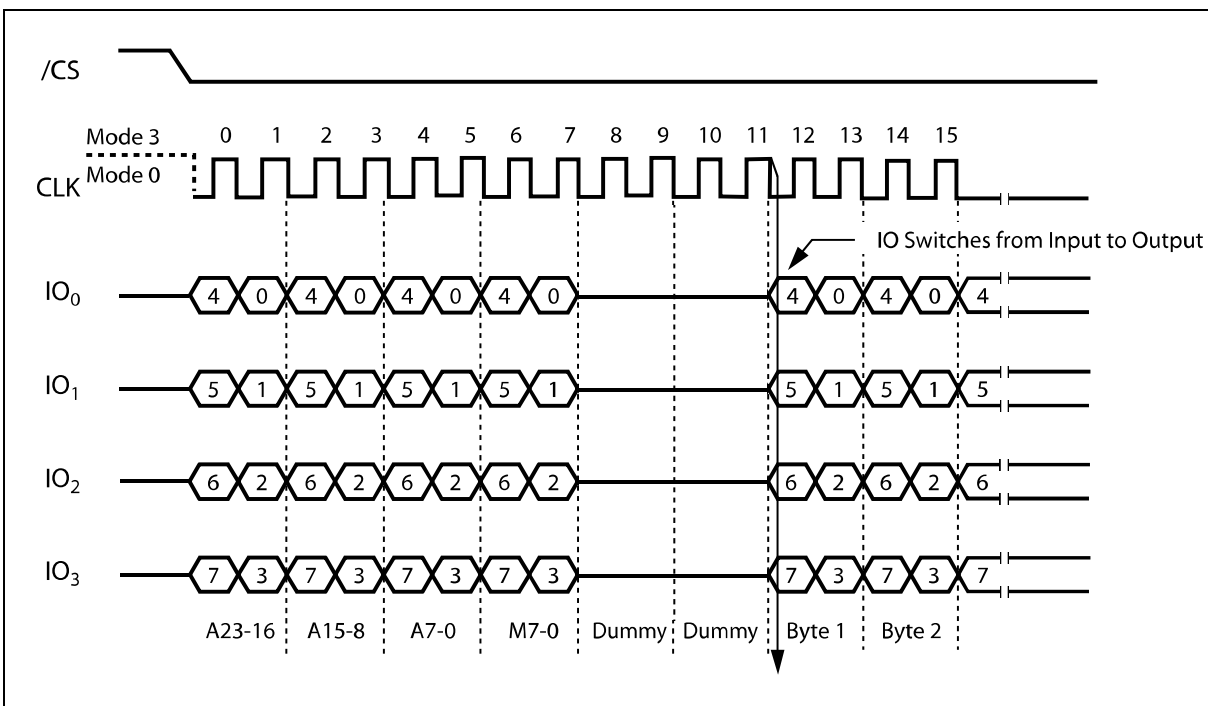 /CS
Mode 3
0 1 2 3 4 5 6 7 8 9 10 11 12 13 14 15
CLK Mode 0
IO Switches from Input to Output
IO0 4 0 4 0 4 0 4 0 4 0 4 0 4
IO1 5 1 5 1 5 1 5 1 5 1 5 1 5
IO2 6 2 6 2 6 2 6 2 6 2 6 2 6
IO3 7 3 7 3 7 3 7 3 7 3 7 3 7
A23-16 A15-8 A7-0 M7-0 Dummy Dummy Byte 1 Byte 2